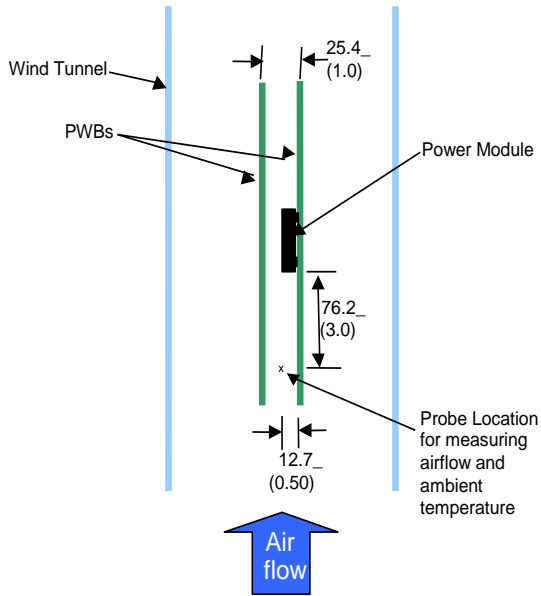 25.4_
(1.0)
Wind Tunnel
PWBs
Power Module
76.2_
(3.0)
x
Probe Location
for measuring
airflow and
ambient
temperature
12.7_
(0.50)
Air
flow